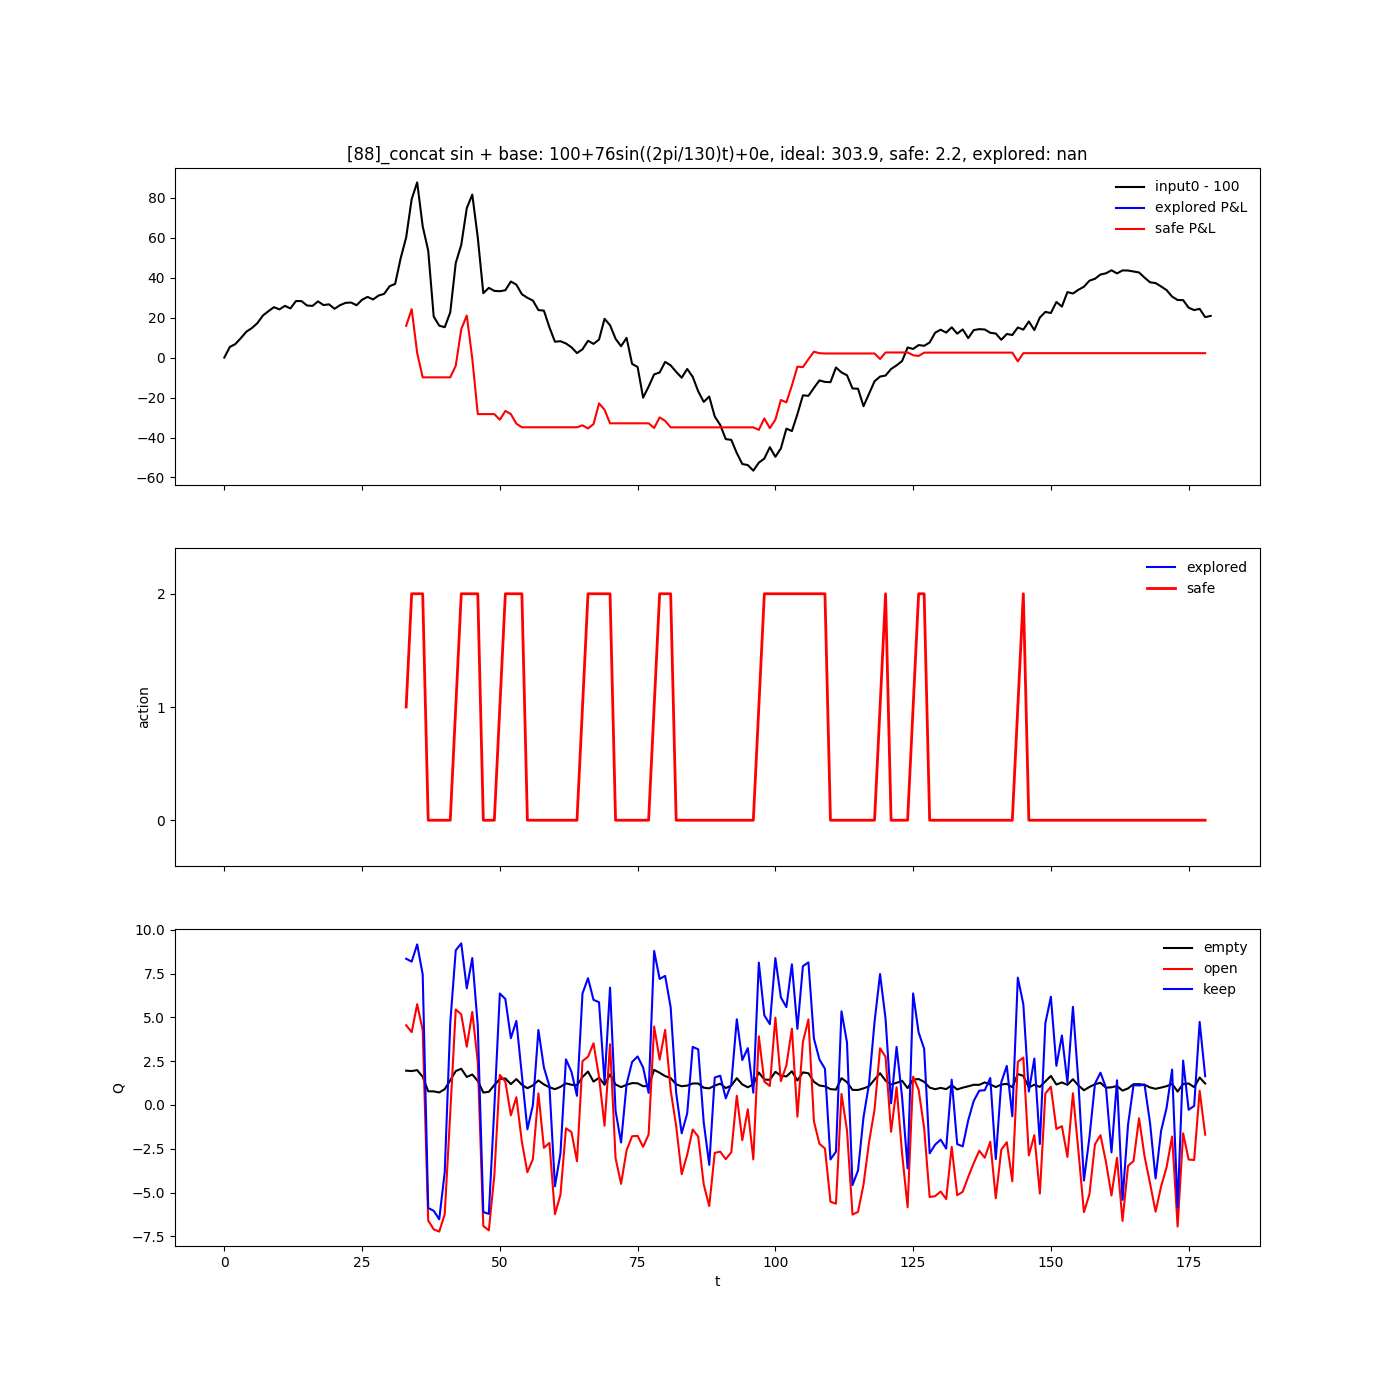 [88]_concat sin + base: 100+76sin((2pi/130)t)+0e, ideal: 303.9, safe: 2.2, explored: nan
80
60
40
20
0
−20
−40
−60
input0 - 100
explored P&L
safe P&L
2
1
0
action
explored
safe
10.0
7.5
5.0
2.5
0.0
−2.5
−5.0
−7.5
Q
empty
open
keep
0 25 50 75 100 125 150 175
t